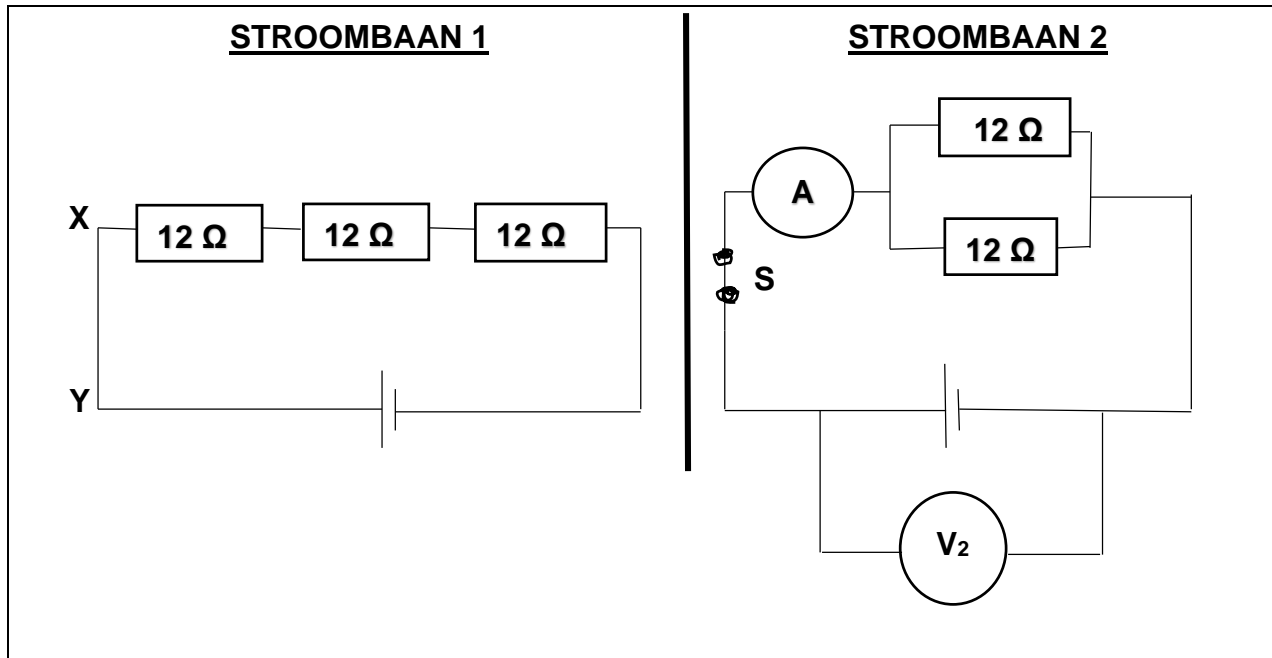 STROOMBAAN 1
X
12 Ω 12 Ω 12 Ω
Y
STROOMBAAN 2
12 Ω
A
12 Ω
S
V₂